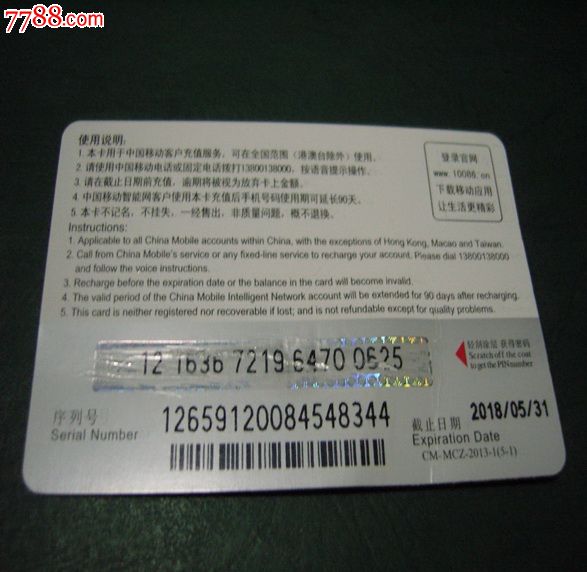 7788.com
使用说明:
1. 本卡用于中国移动客户充值服务，可在全国范围（港澳台除外）使用。
2. 请使用中国移动电话或固定电话拨打13800138000，按语音提示操作。
3. 请在截止日期前充值，逾期将被视为放弃卡上金额。
4. 中国移动智能网客户使用本卡充值后手机号码使用期可延长90天。
5. 本卡不记名，不挂失，一经售出，非质量问题，概不退换。
登录官网
www.10086.cn
下载移动应用
让生活更精彩
Instructions:
1. Applicable to all China Mobile accounts within China, with the exceptions of Hong Kong, Macao and Taiwan.
2. Call from China Mobile's service or any fixed-line service to recharge your account. Please dial 13800138000
and follow the voice instructions.
3. Recharge before the expiration date or the balance in the card will become invalid.
4. The valid period of the China Mobile Intelligent Network account will be extended for 90 days after recharging.
5. This card is neither registered nor recoverable if lost; and is not refundable except for quality problems.
12 1636 7219 6470 0625
轻刮涂层 获得密码
Scratch off the coat
to get the PIN number
序列号
Serial Number
12659120084548344
截止日期 2018/05/31
Expiration Date
CM-MCZ-2013-1(5-1)